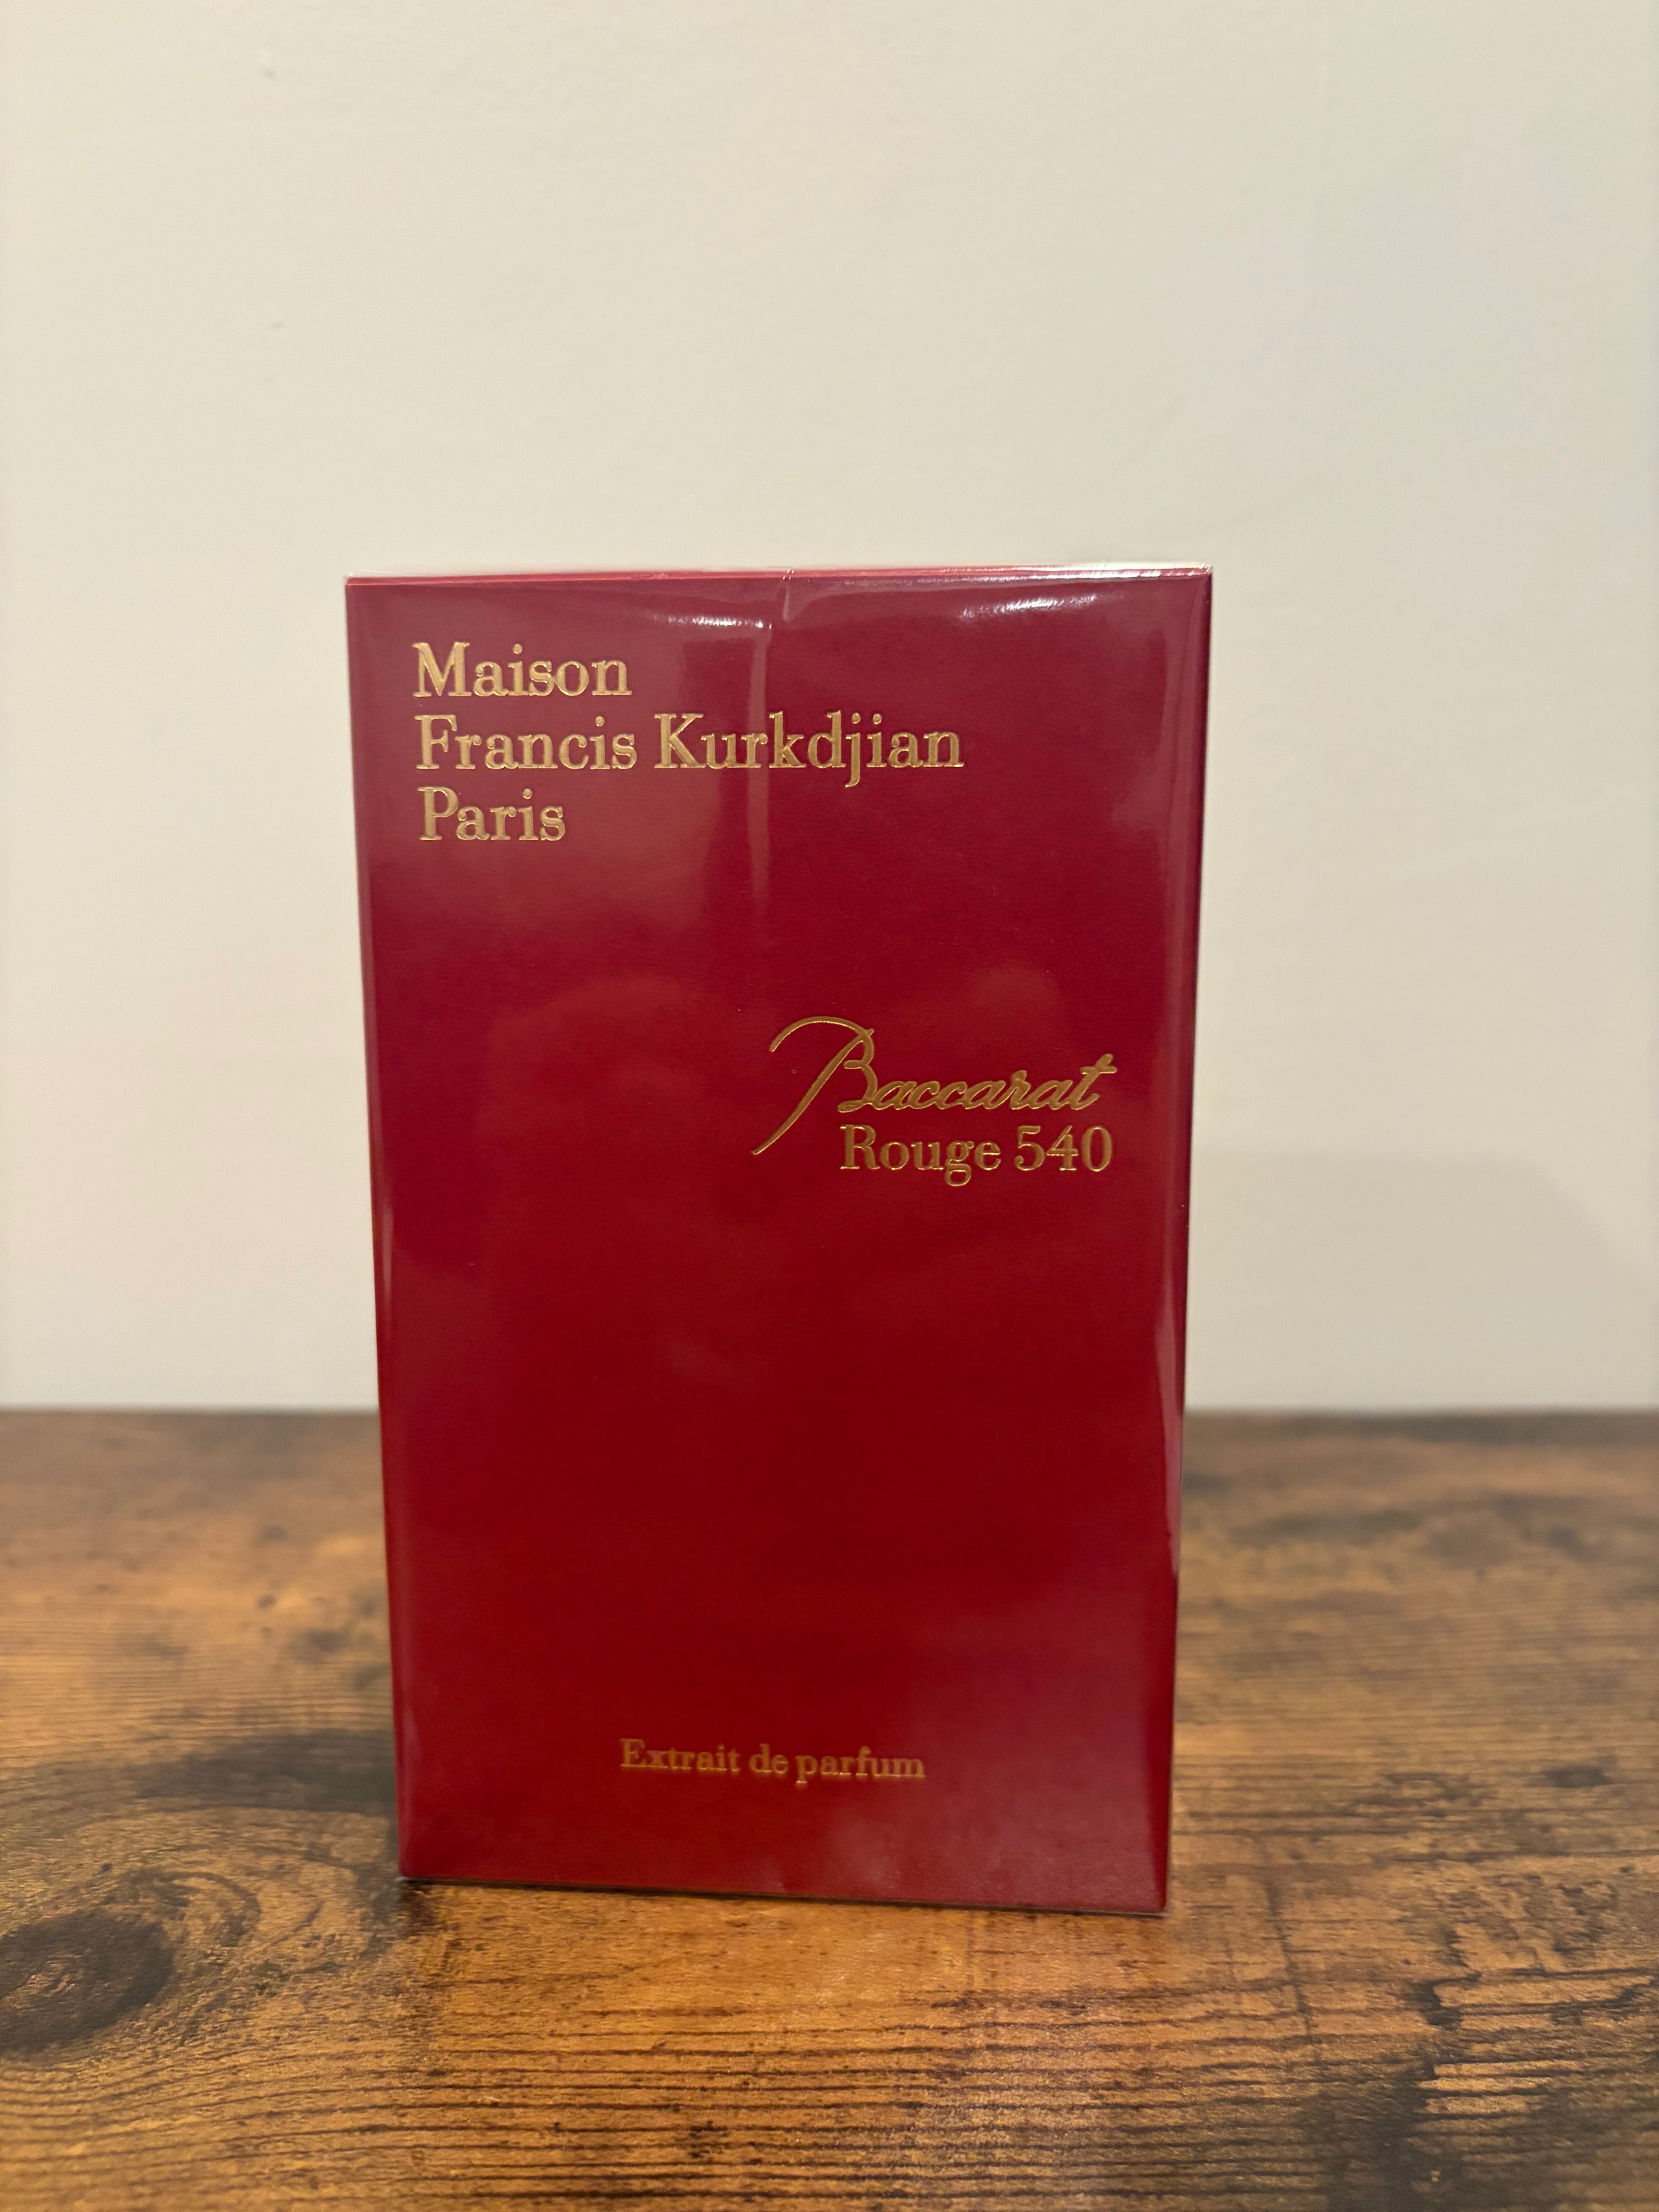 Maison
Francis Kurkdjian
Paris
Baccarat
Rouge 540
Extrait de parfum